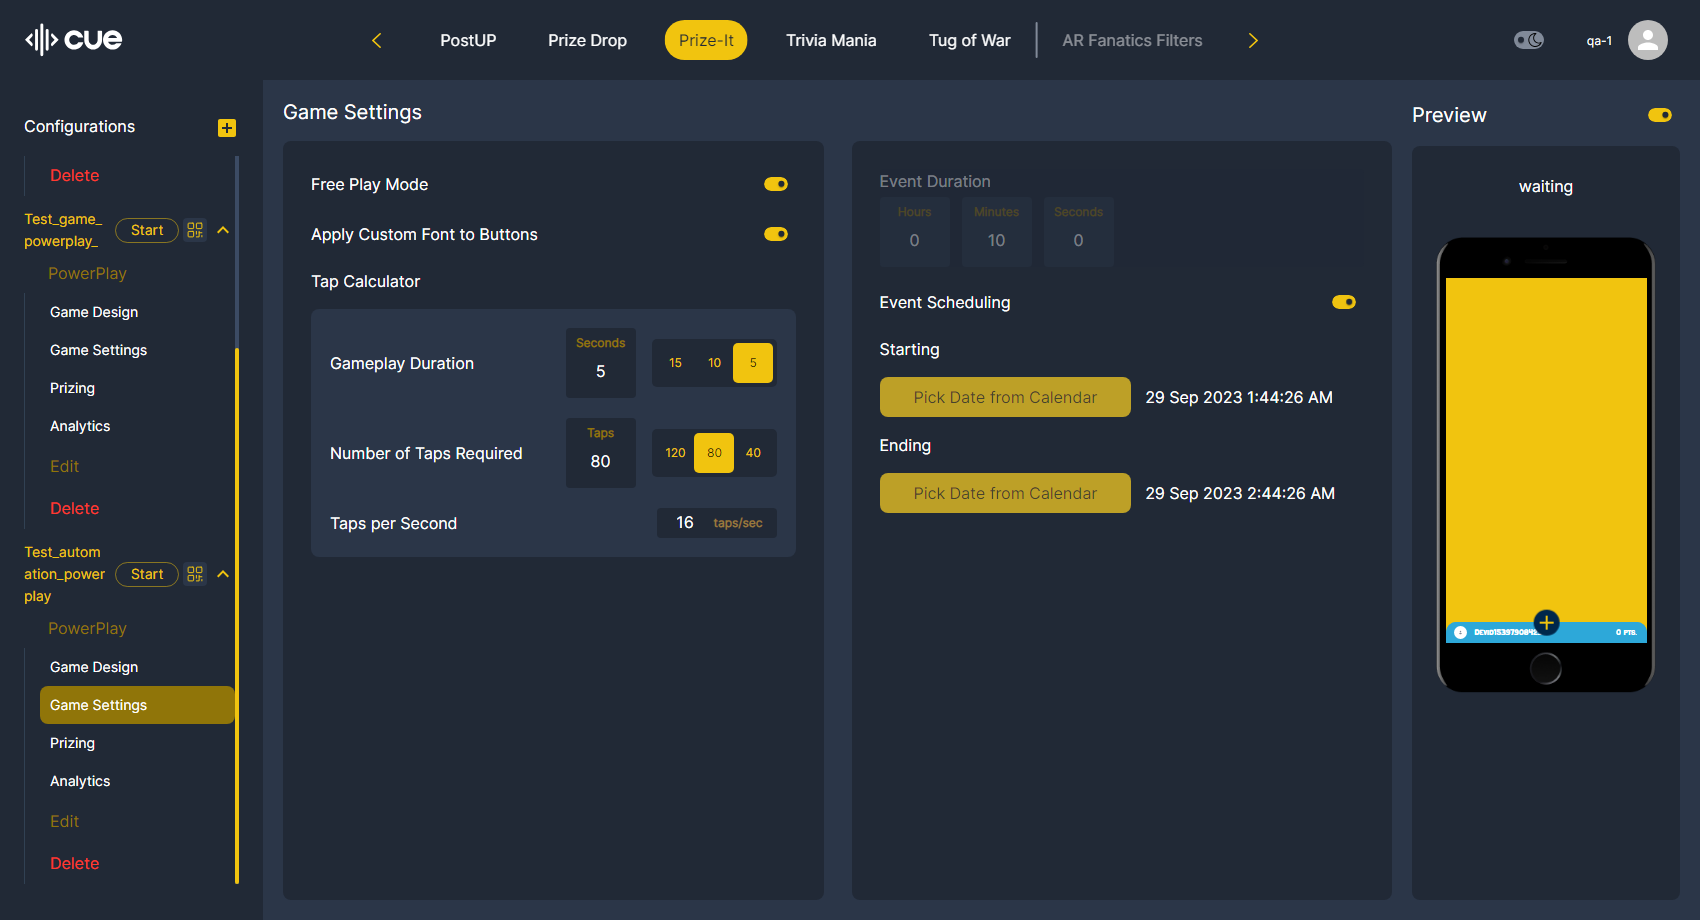 cue
PostUP
Prize Drop
Prize-It
Trivia Mania
Tug of War
AR Fanatics Filters
qa-1
Configurations
Delete
Test_game_
powerplay_
Start
PowerPlay
Game Design
Game Settings
Prizing
Analytics
Edit
Delete
Test_autom
ation_power
play
Start
PowerPlay
Game Design
Game Settings
Prizing
Analytics
Edit
Delete
Game Settings
Free Play Mode
Apply Custom Font to Buttons
Tap Calculator
Gameplay Duration
Seconds
5
15 10 5
Number of Taps Required
Taps
80
120 80 40
Taps per Second
16 taps/sec
Event Duration
Hours Minutes Seconds
0 10 0
Event Scheduling
Starting
Pick Date from Calendar 29 Sep 2023 1:44:26 AM
Ending
Pick Date from Calendar 29 Sep 2023 2:44:26 AM
Preview
waiting
0 PTS.